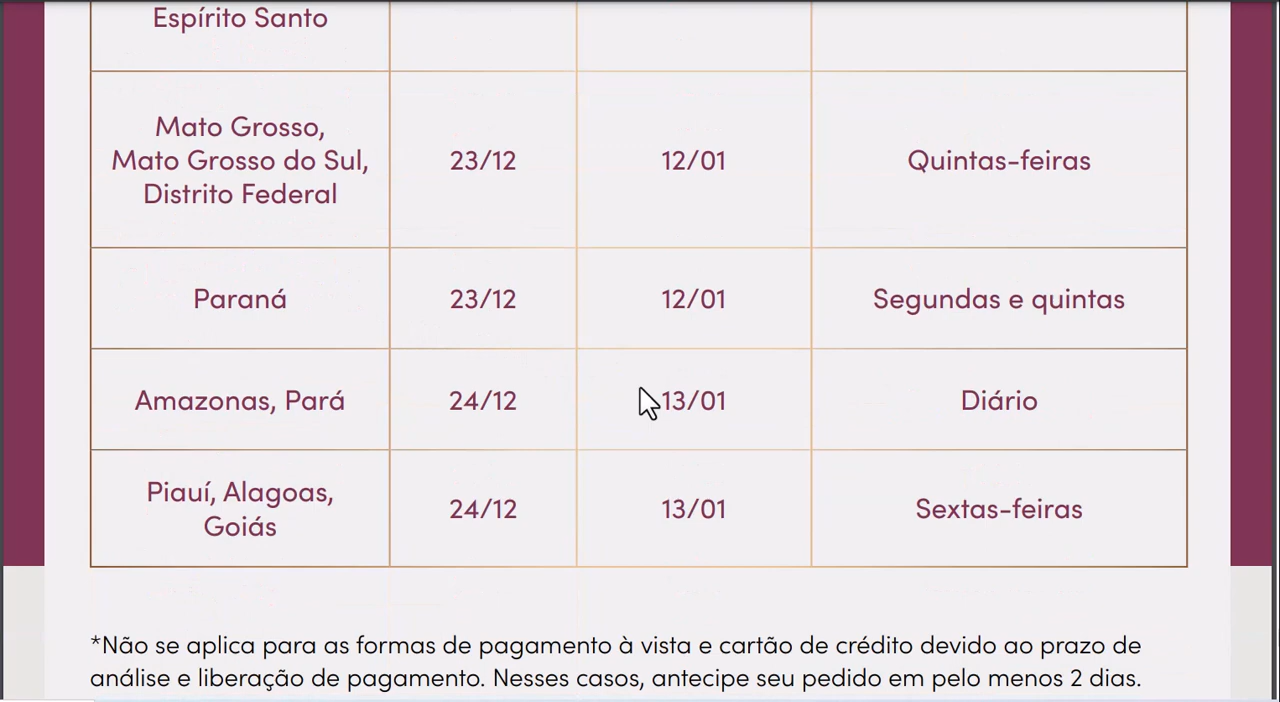 Espírito Santo
Mato Grosso,
Mato Grosso do Sul,
Distrito Federal
23/12
12/01
Quintas-feiras
Paraná
23/12
12/01
Segundas e quintas
Amazonas, Pará
24/12
13/01
Diário
Piauí, Alagoas,
Goiás
24/12
13/01
Sextas-feiras
*Não se aplica para as formas de pagamento à vista e cartão de crédito devido ao prazo de
análise e liberação de pagamento. Nesses casos, antecipe seu pedido em pelo menos 2 dias.